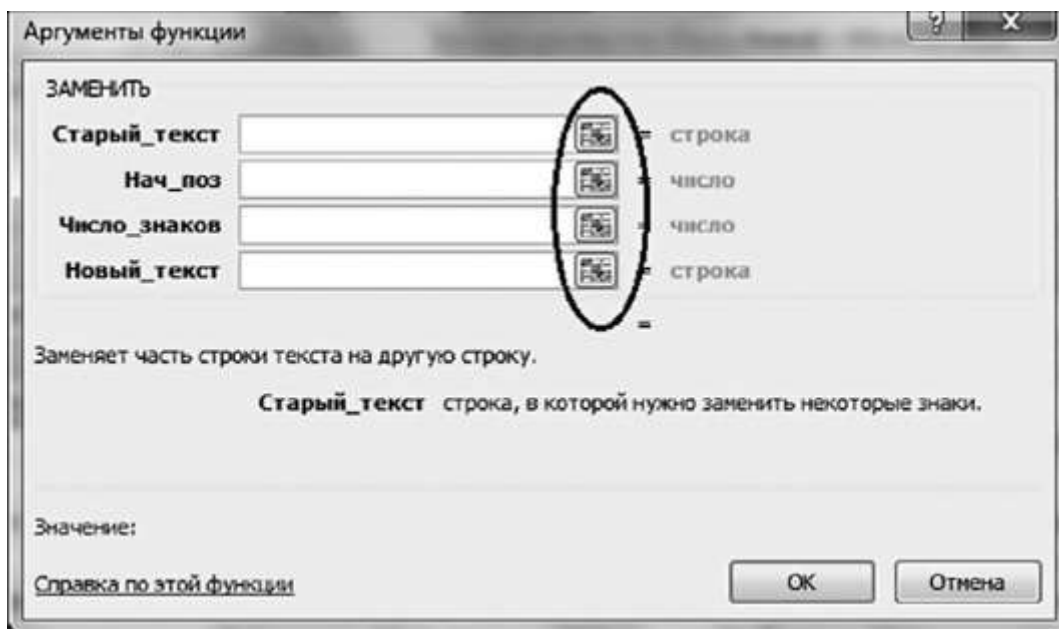 Аргументы функции ?
ЗАМЕНИТЬ
Старый_текст = строка
Нач_поз = число
Число_знаков = число
Новый_текст = строка
=
Заменяет часть строки текста на другую строку.
Старый_текст строка, в которой нужно заменить некоторые знаки.
Значение:
Справка по этой функции
ОК Отмена